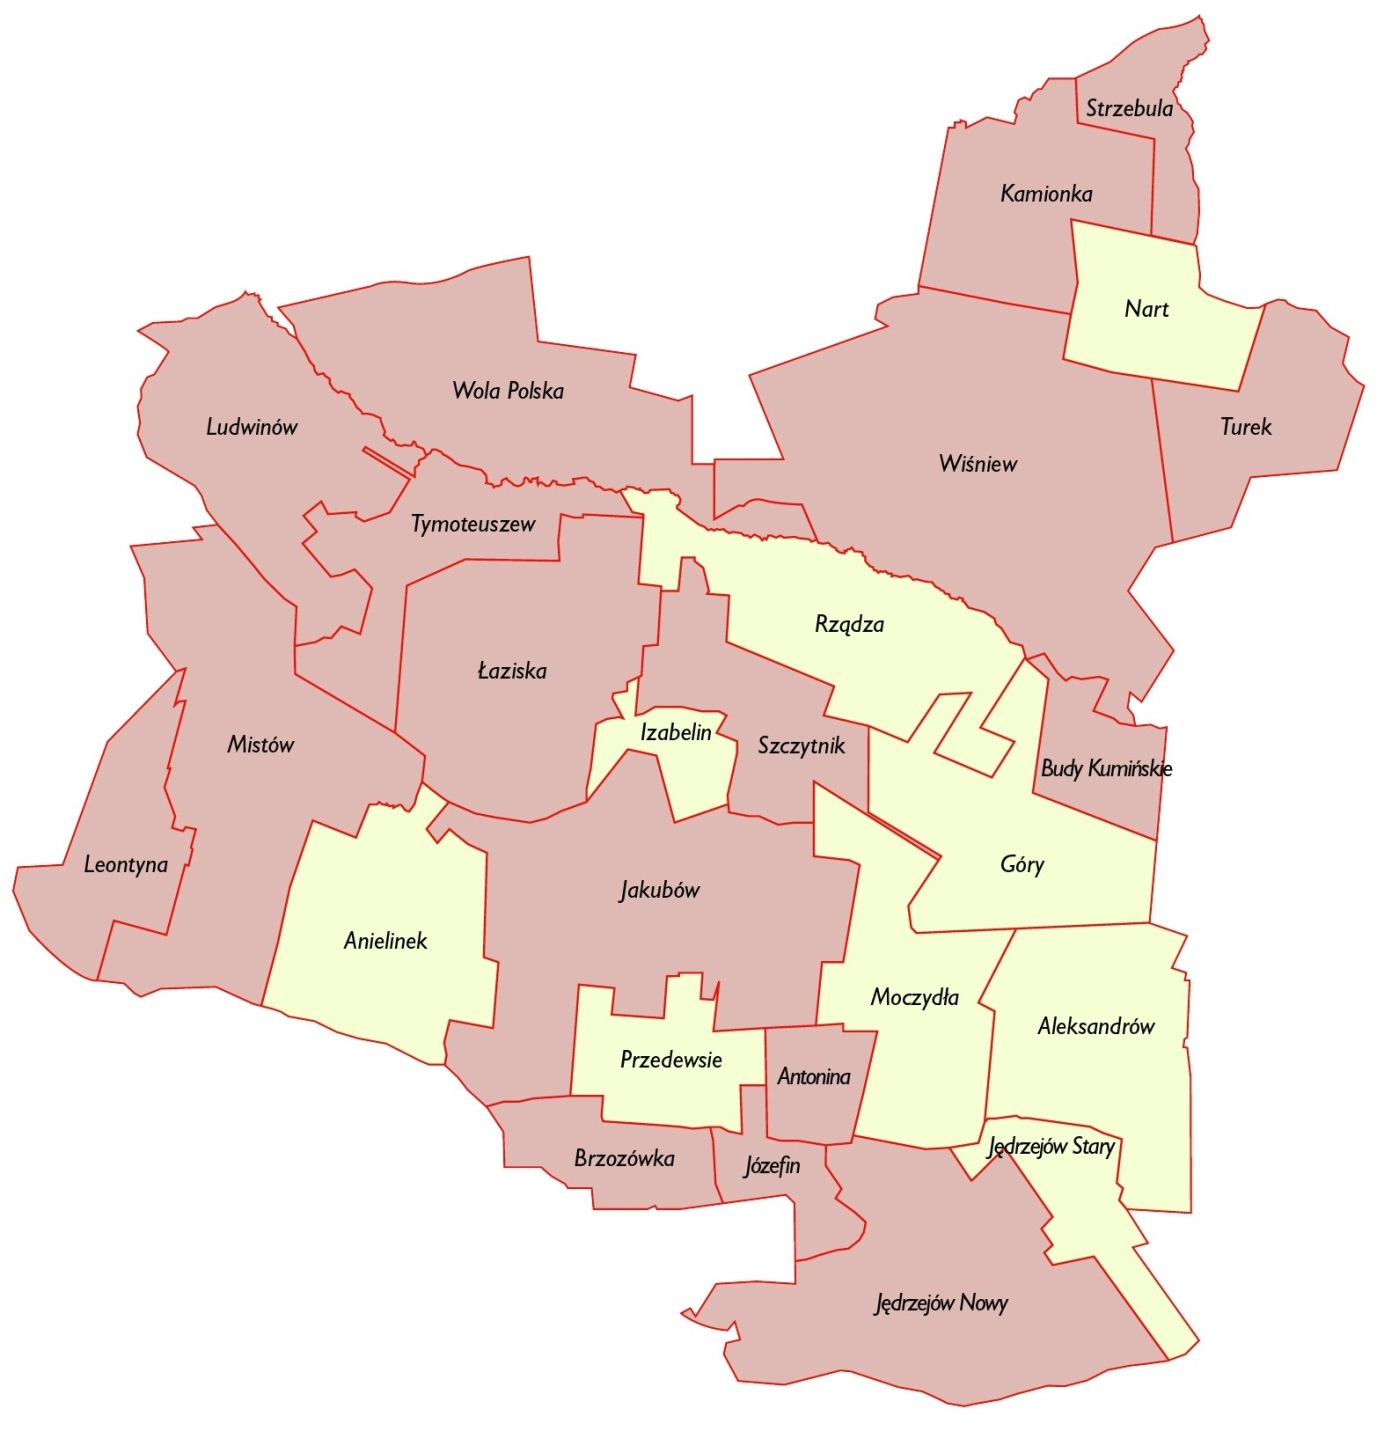 Strzebula
Kamionka
Nart
Wola Polska
Ludwinów
Turek
Wiśniew
Tymoteuszew
Rządza
Łaziska
Izabelin
Mistów
Szczytnik
Budy Kumińskie
Leontyna
Góry
Jakubów
Anielinek
Moczydła
Aleksandrów
Przedewsie
Antonina
Jędrzejów Stary
Brzozówka
Józefin
Jędrzejów Nowy